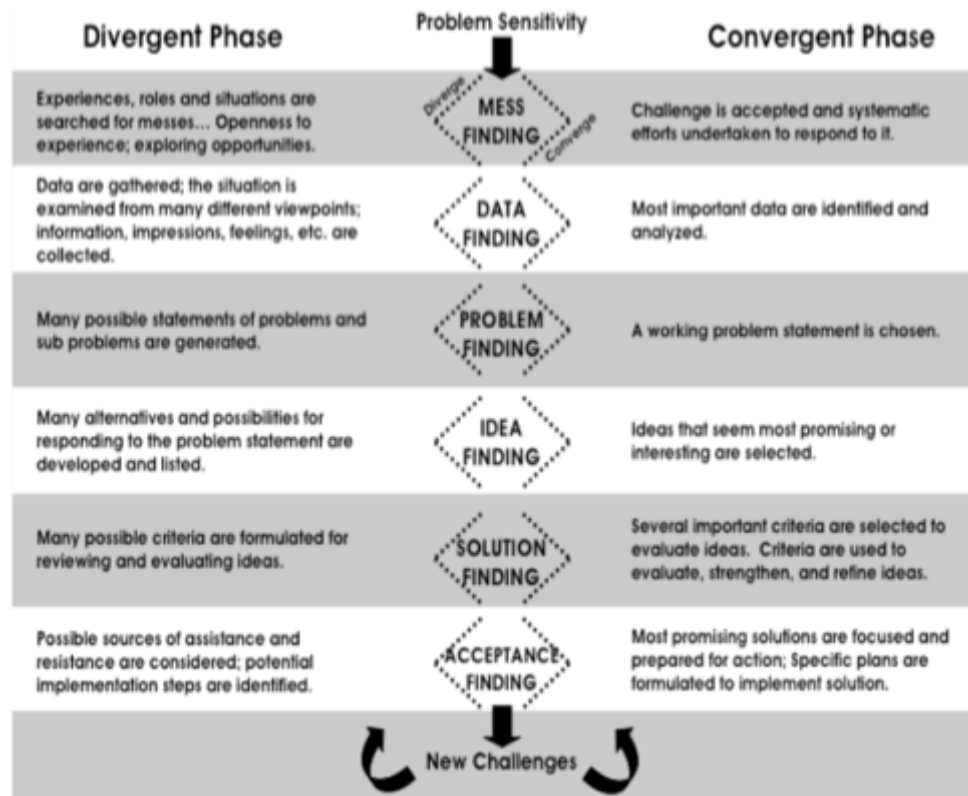 Problem Sensitivity
Divergent Phase
Convergent Phase
Experiences, roles and situations are
searched for messes... Openness to
experience; exploring opportunities.
Diverge
MESS
FINDING
Converge
Challenge is accepted and systematic
efforts undertaken to respond to it.
Data are gathered; the situation is
examined from many different viewpoints;
information, impressions, feelings, etc. are
collected.
DATA
FINDING
Most important data are identified and
analyzed.
Many possible statements of problems and
sub problems are generated.
PROBLEM
FINDING
A working problem statement is chosen.
Many alternatives and possibilities for
responding to the problem statement are
developed and listed.
IDEA
FINDING
Ideas that seem most promising or
interesting are selected.
Many possible criteria are formulated for
reviewing and evaluating ideas.
SOLUTION
FINDING
Several important criteria are selected to
evaluate ideas. Criteria are used to
evaluate, strengthen, and refine ideas.
Possible sources of assistance and
resistance are considered; potential
implementation steps are identified.
ACCEPTANCE
FINDING
Most promising solutions are focused and
prepared for action; Specific plans are
formulated to implement solution.
New Challenges